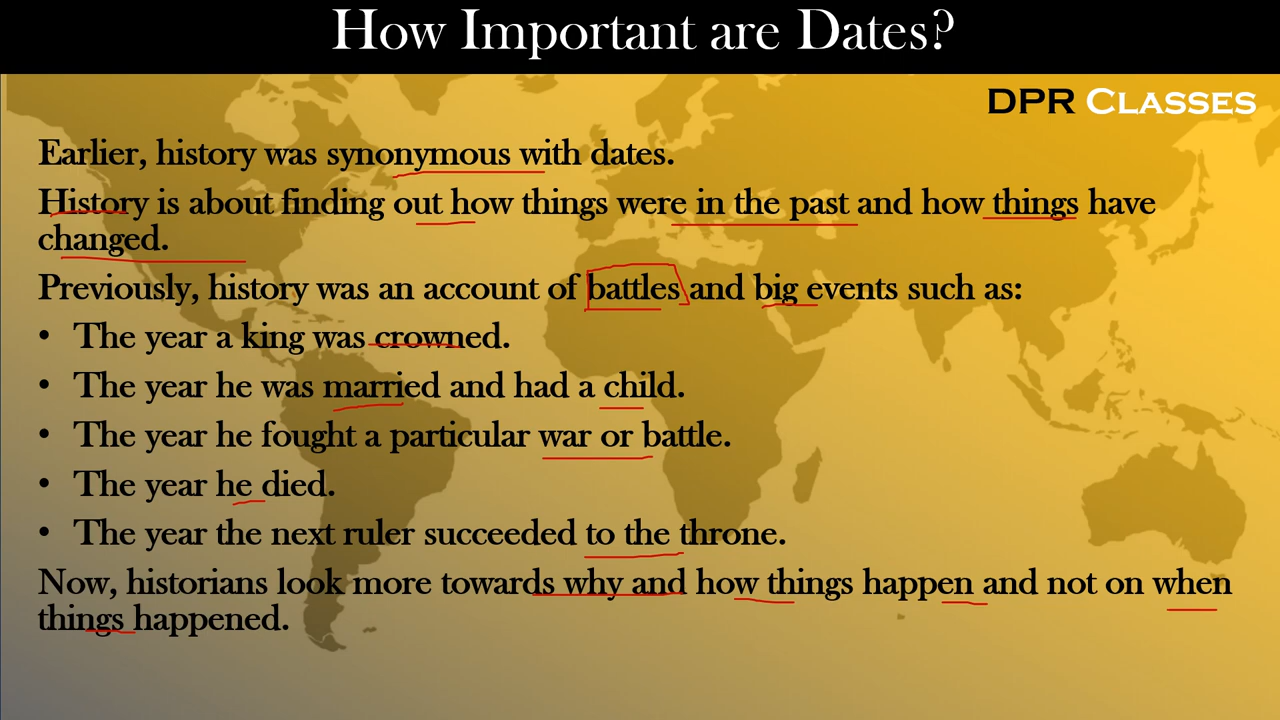 How Important are Dates?
DPR CLASSES
Earlier, history was synonymous with dates.
History is about finding out how things were in the past and how things have
changed.
Previously, history was an account of battles and big events such as:
• The year a king was crowned.
• The year he was married and had a child.
• The year he fought a particular war or battle.
• The year he died.
• The year the next ruler succeeded to the throne.
Now, historians look more towards why and how things happen and not on when
things happened.